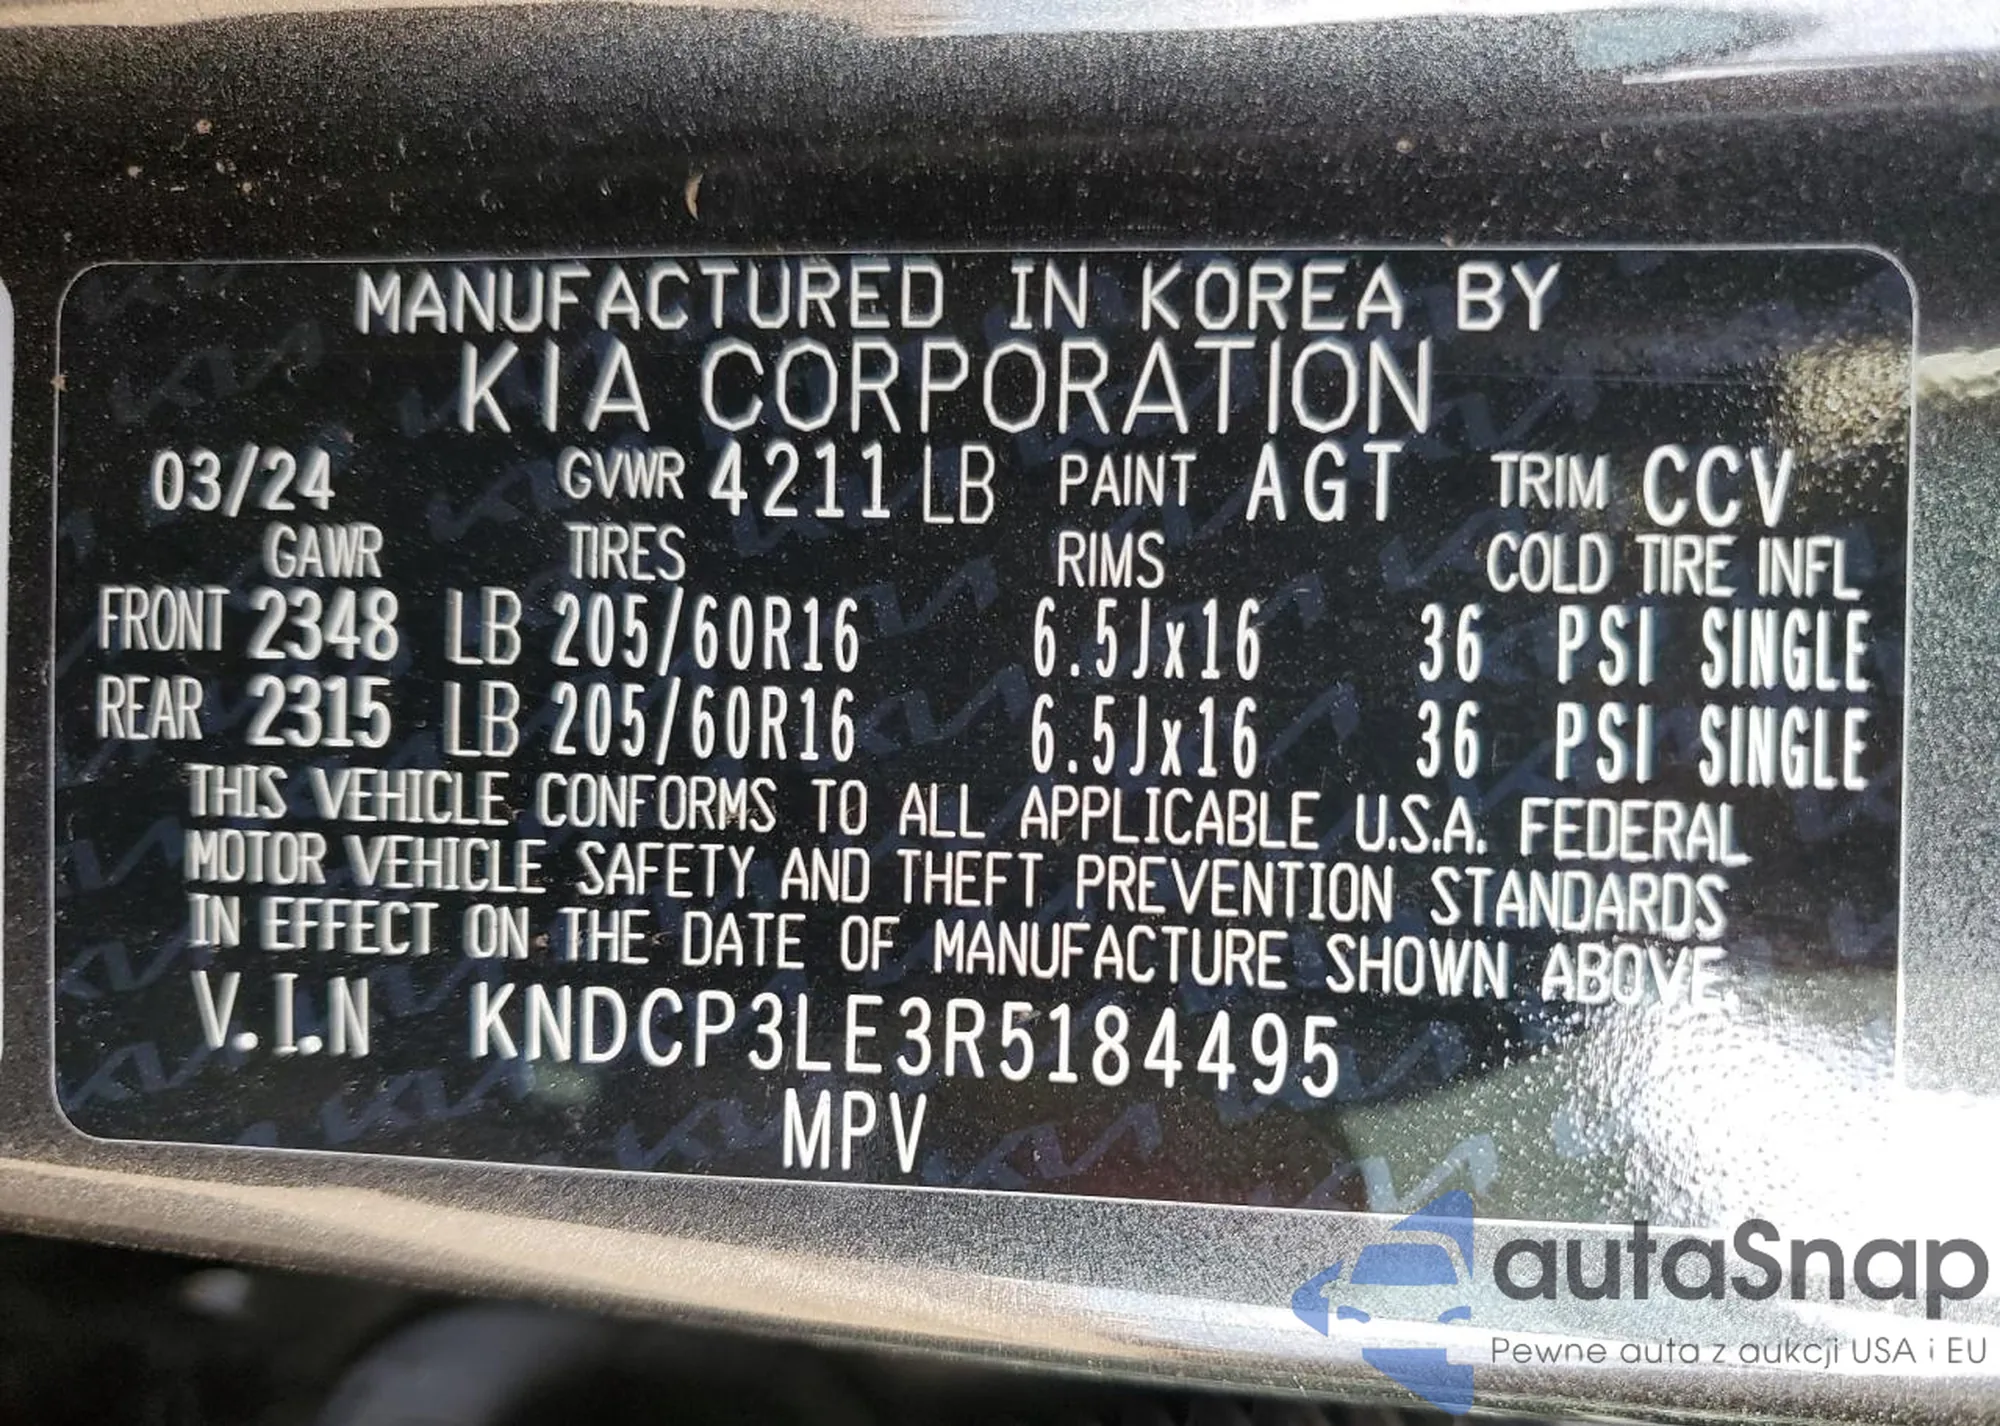 MANUFACTURED IN KOREA BY
KIA CORPORATION
03/24 GVWR 4211 LB PAINT AGT TRIM CCV
GAWR TIRES RIMS COLD TIRE INFL
FRONT 2348 LB 205/60R16 6.5Jx16 36 PSI SINGLE
REAR 2315 LB 205/60R16 6.5Jx16 36 PSI SINGLE
THIS VEHICLE CONFORMS TO ALL APPLICABLE U.S.A. FEDERAL
MOTOR VEHICLE SAFETY AND THEFT PREVENTION STANDARDS
IN EFFECT ON THE DATE OF MANUFACTURE SHOWN ABOVE.
V.I.N KNDCP3LE3R5184495
MPV
autaSnap
Pewne auta z aukcji USA i EU